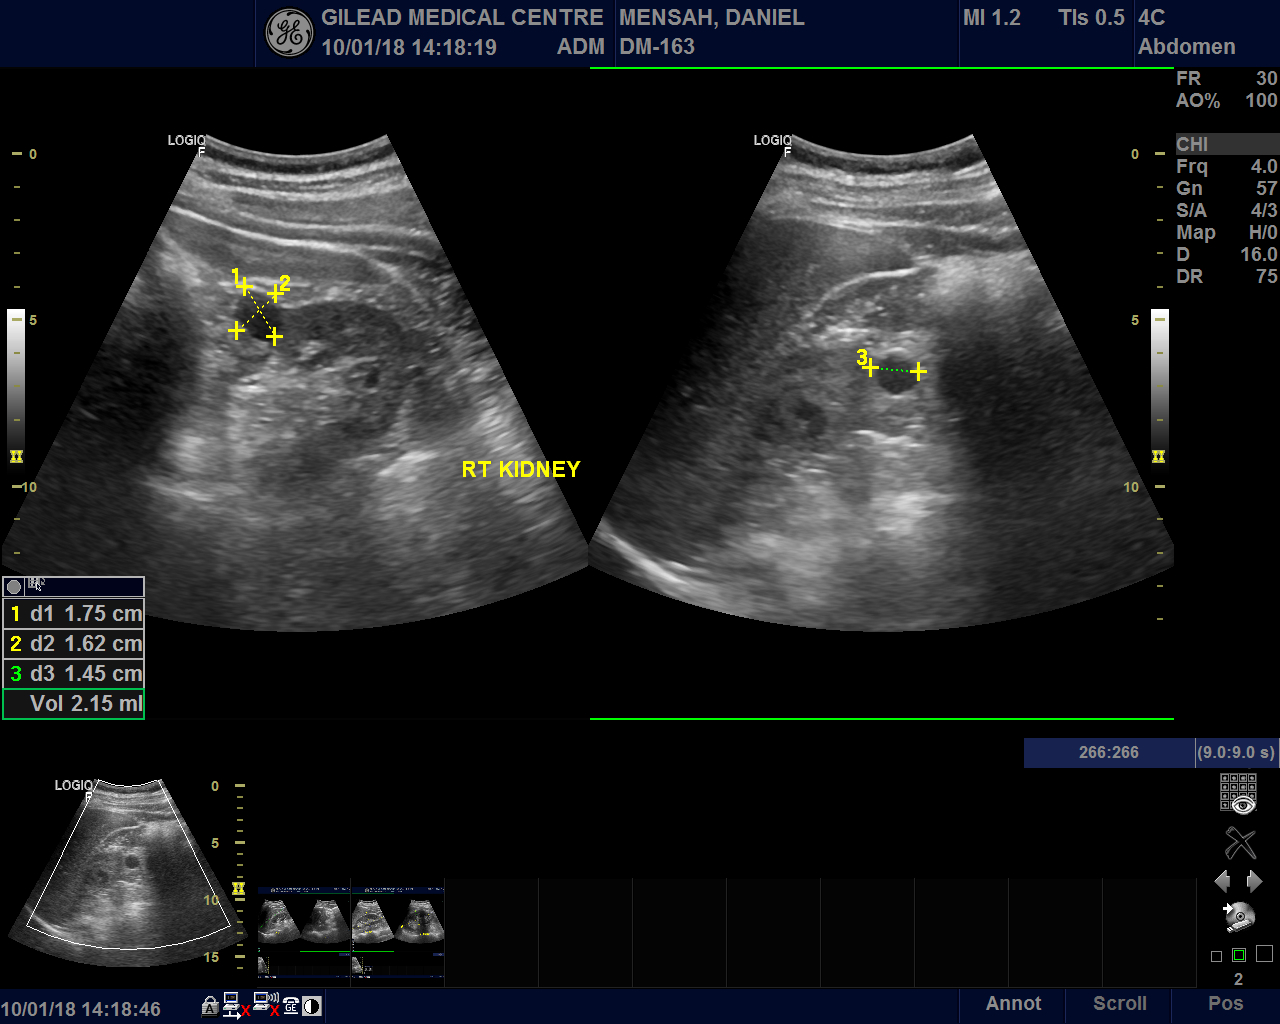 GILEAD MEDICAL CENTRE
10/01/18 14:18:19 ADM
MENSAH, DANIEL
DM-163
MI 1.2 TIs 0.5
4C
Abdomen
FR 30
AO% 100
CHI
Frq 4.0
Gn 57
S/A 4/3
Map H/0
D 16.0
DR 75
LOGIQ
F
0
5
10
1
2
RT KIDNEY
LOGIQ
F
0
5
10
3
1 d1 1.75 cm
2 d2 1.62 cm
3 d3 1.45 cm
Vol 2.15 ml
266:266 (9.0:9.0 s)
LOGIQ
F
0
5
10
15
2
10/01/18 14:18:46
A
GE
Annot Scroll Pos